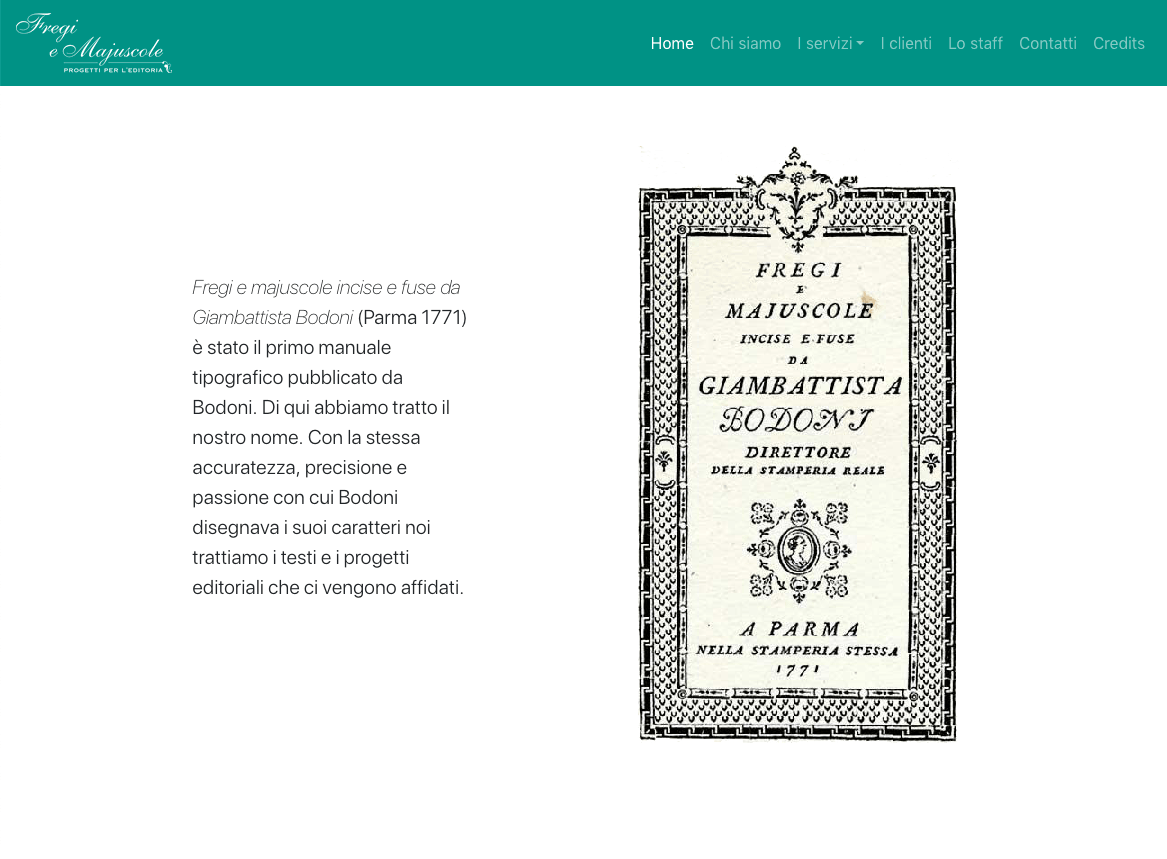 Fregi
e Majuscole
PROGETTI PER L'EDITORIA
Home Chi siamo I servizi I clienti Lo staff Contatti Credits
Fregi e majuscole incise e fuse da
Giambattista Bodoni (Parma 1771)
è stato il primo manuale
tipografico pubblicato da
Bodoni. Di qui abbiamo tratto il
nostro nome. Con la stessa
accuratezza, precisione e
passione con cui Bodoni
disegnava i suoi caratteri noi
trattiamo i testi e i progetti
editoriali che ci vengono affidati.
FREGI
E
MAJUSCOLE
INCISE E FUSE
DA
GIAMBATTISTA
BODONI
DIRETTORE
DELLA STAMPERIA REALE
A PARMA
NELLA STAMPERIA STESSA
1771